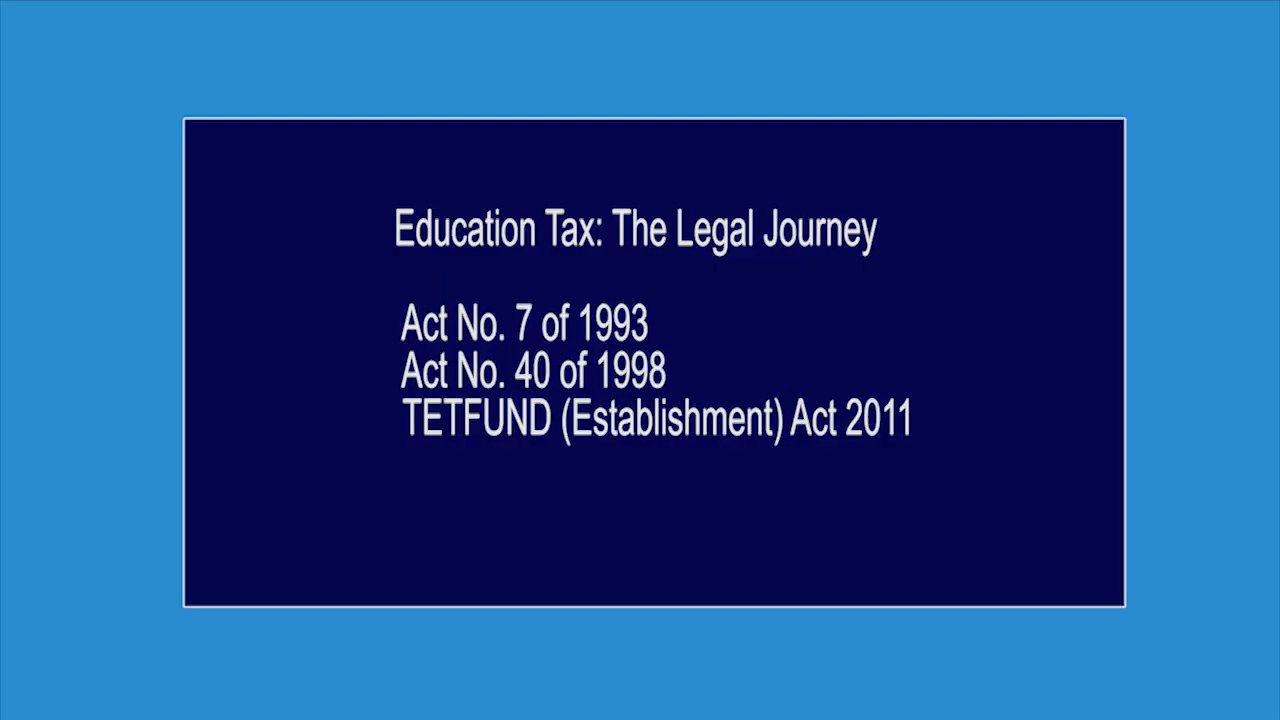 Education Tax: The Legal Journey
Act No. 7 of 1993
Act No. 40 of 1998
TETFUND (Establishment) Act 2011